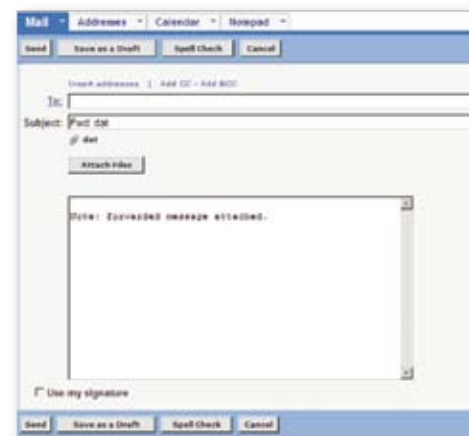 Mail Addresses Calendar Notepad
Send Save as a Draft Spell Check Cancel
Insert addresses | Add CC - Add BCC
To:
Subject: Fwd: dat
dat
Attach Files
Note: forwarded message attached.
Use my signature
Send Save as a Draft Spell Check Cancel